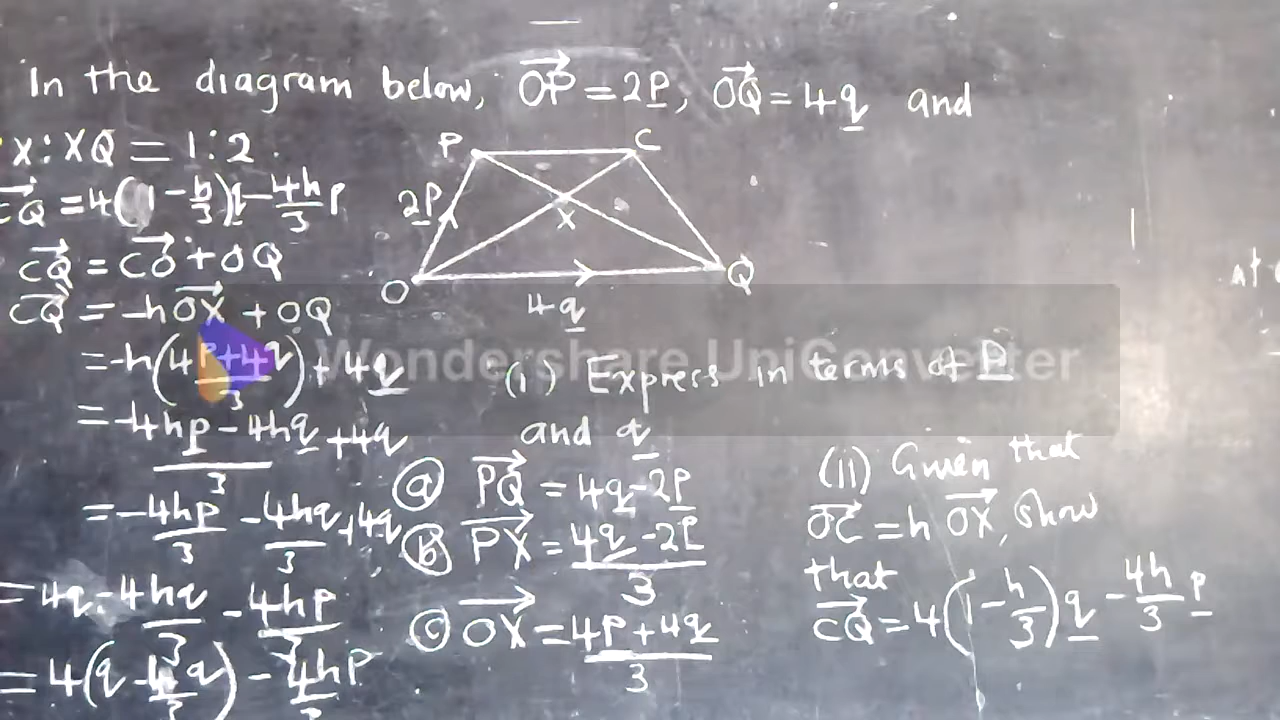 In the diagram below, OP = 2p, OQ = 4q and
X : XQ = 1 : 2.
CQ = 4(1 - h/3)q - 4h/3 p
CQ = CO + OQ
CQ = -hOX + OQ
= -h(4p + 4q / 3) + 4q
= -4hp - 4hq / 3 + 4q
= -4hp/3 - 4hq/3 + 4q
= 4q - 4hq/3 - 4hp/3
= 4(q - h/3 q) - 4hp/3
P
C
2p
X
O
Q
4q
(i) Express in terms of p
and q
(a) PQ = 4q - 2p
(b) PX = 4q - 2p / 3
(c) OX = 4p + 4q / 3
(ii) Given that
OC = h OX, show
that
CQ = 4(1 - h/3)q - 4h/3 p
at
Wondershare UniConverter